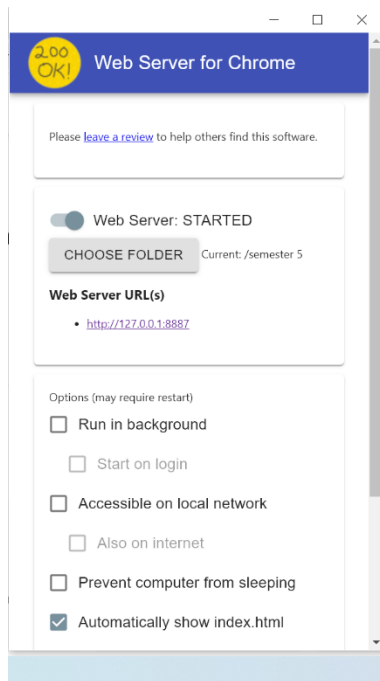 200
OK!
Web Server for Chrome
Please leave a review to help others find this software.
Web Server: STARTED
CHOOSE FOLDER Current: /semester 5
Web Server URL(s)
http://127.0.0.1:8887
Options (may require restart)
Run in background
Start on login
Accessible on local network
Also on internet
Prevent computer from sleeping
Automatically show index.html